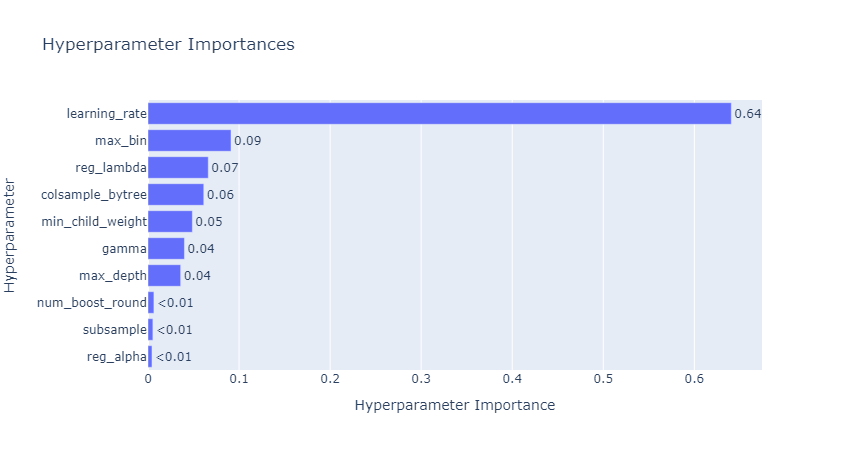 Hyperparameter Importances
Hyperparameter
learning_rate 0.64
max_bin 0.09
reg_lambda 0.07
colsample_bytree 0.06
min_child_weight 0.05
gamma 0.04
max_depth 0.04
num_boost_round <0.01
subsample <0.01
reg_alpha <0.01
0 0.1 0.2 0.3 0.4 0.5 0.6
Hyperparameter Importance